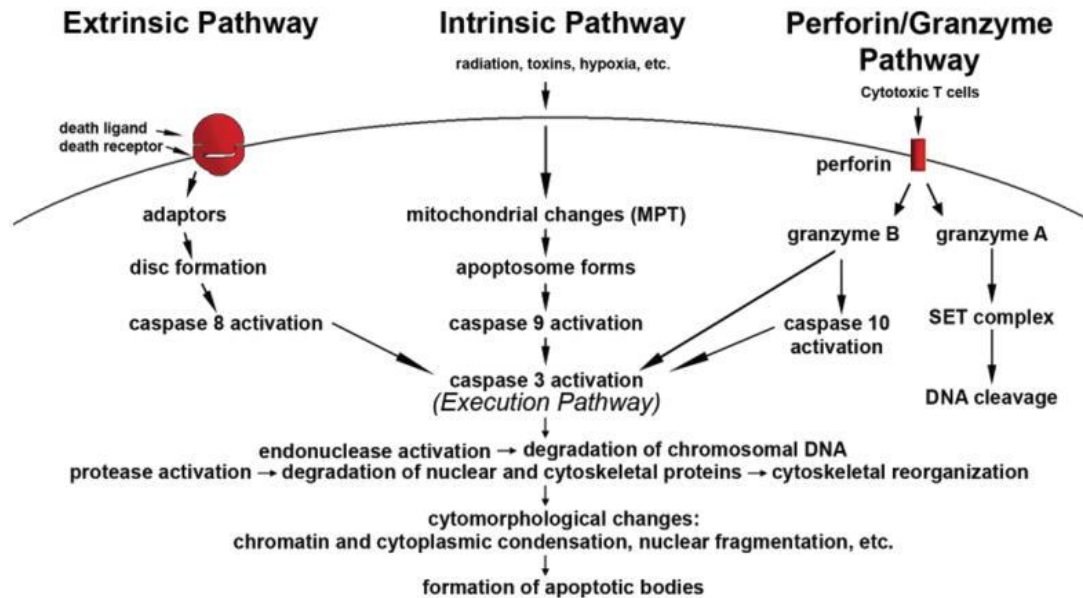 Extrinsic Pathway
Intrinsic Pathway
Perforin/Granzyme
Pathway
radiation, toxins, hypoxia, etc.
Cytotoxic T cells
death ligand
death receptor
perforin
adaptors
mitochondrial changes (MPT)
granzyme B
granzyme A
disc formation
apoptosome forms
caspase 8 activation
caspase 9 activation
caspase 10
activation
SET complex
caspase 3 activation
(Execution Pathway)
DNA cleavage
endonuclease activation → degradation of chromosomal DNA
protease activation → degradation of nuclear and cytoskeletal proteins → cytoskeletal reorganization
cytomorphological changes:
chromatin and cytoplasmic condensation, nuclear fragmentation, etc.
formation of apoptotic bodies